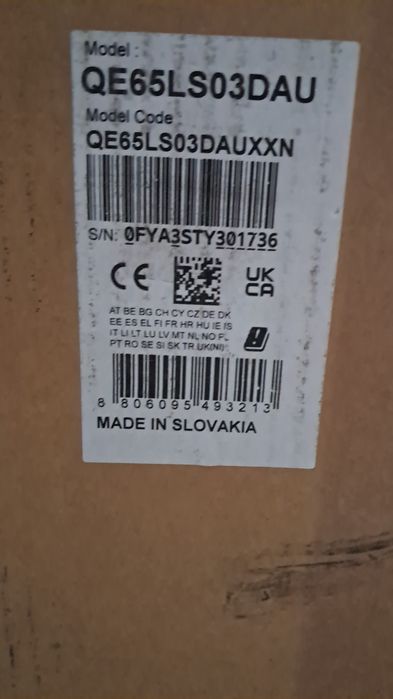 Model :
QE65LS03DAU
Model Code :
QE65LS03DAUXXN
S/N: 0FYA3STY301736
CE
UK
CA
AT BE BG CH CY CZ DE DK
EE ES EL FI FR HR HU IE IS
IT LI LT LU LV MT NL NO PL
PT RO SE SI SK TR UK(NI)
8 806095 493213
MADE IN SLOVAKIA